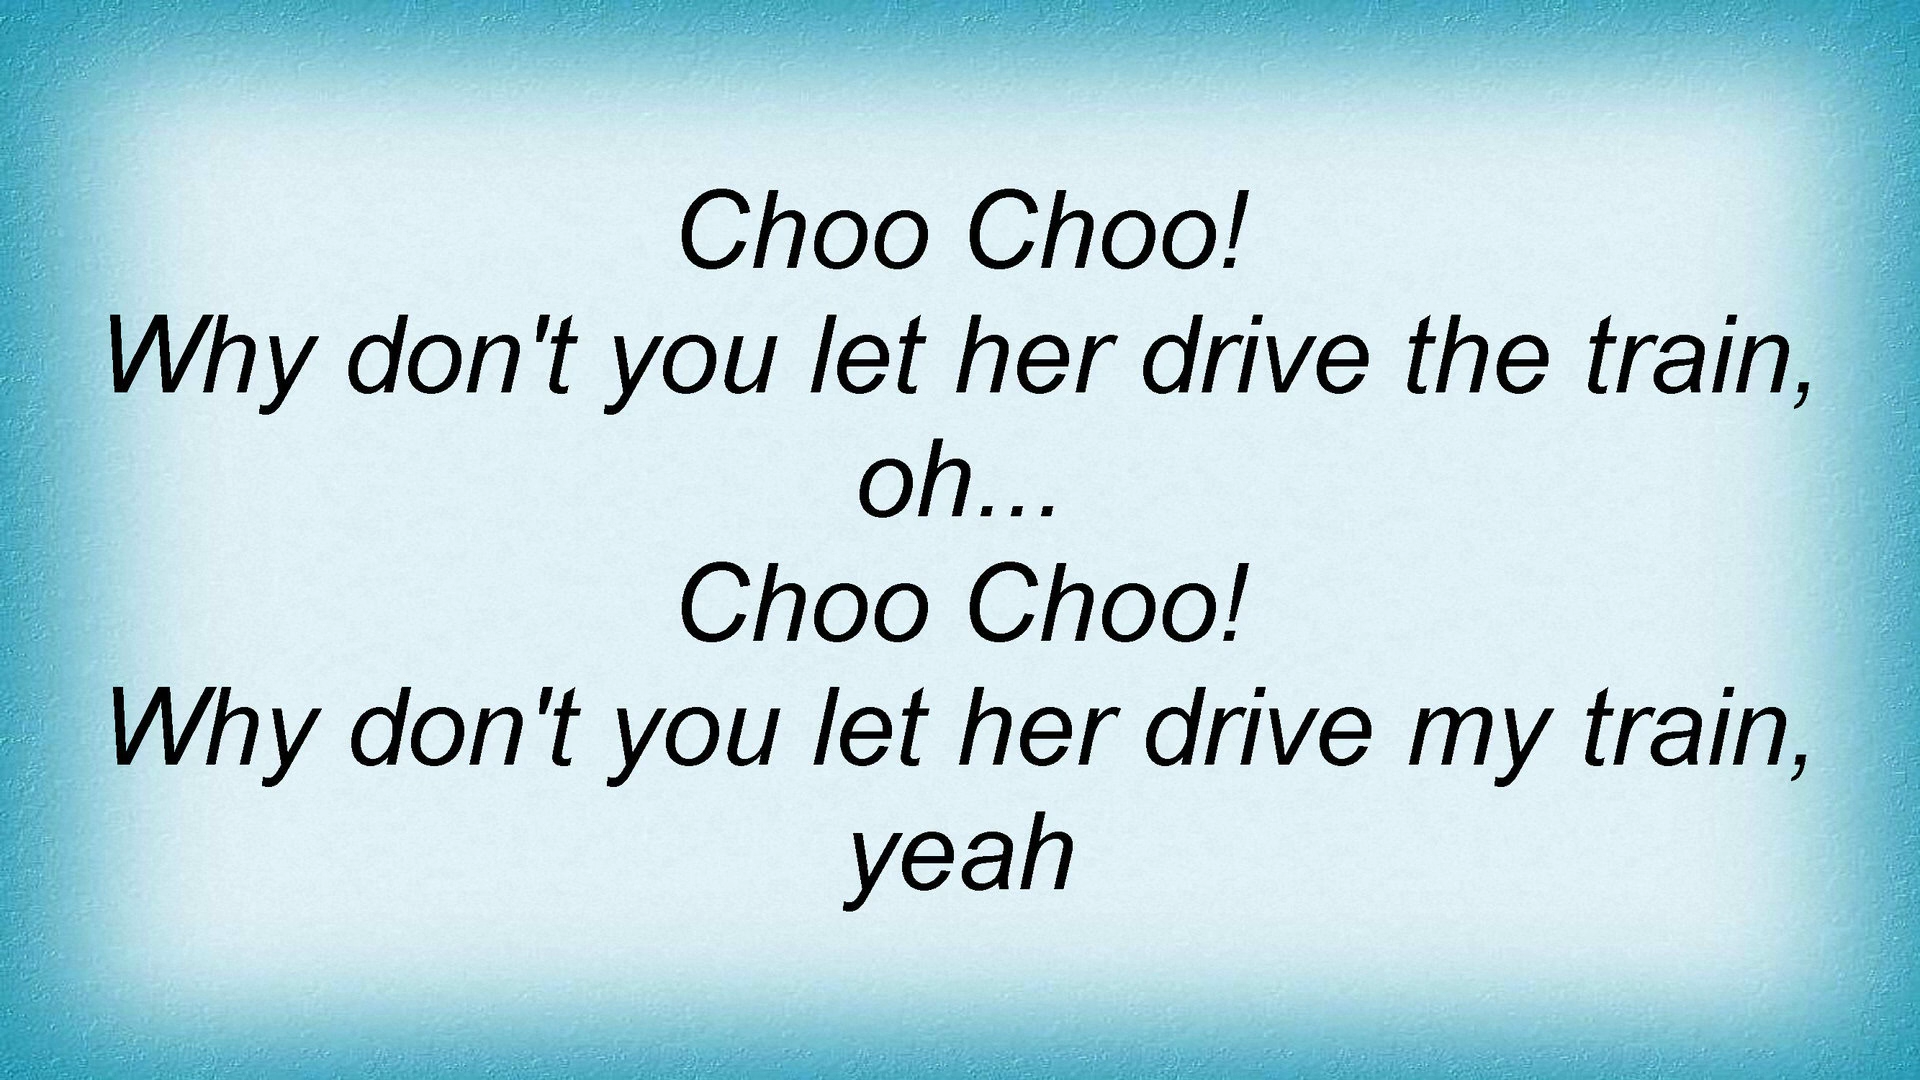 Choo Choo!
Why don't you let her drive the train,
oh...
Choo Choo!
Why don't you let her drive my train,
yeah